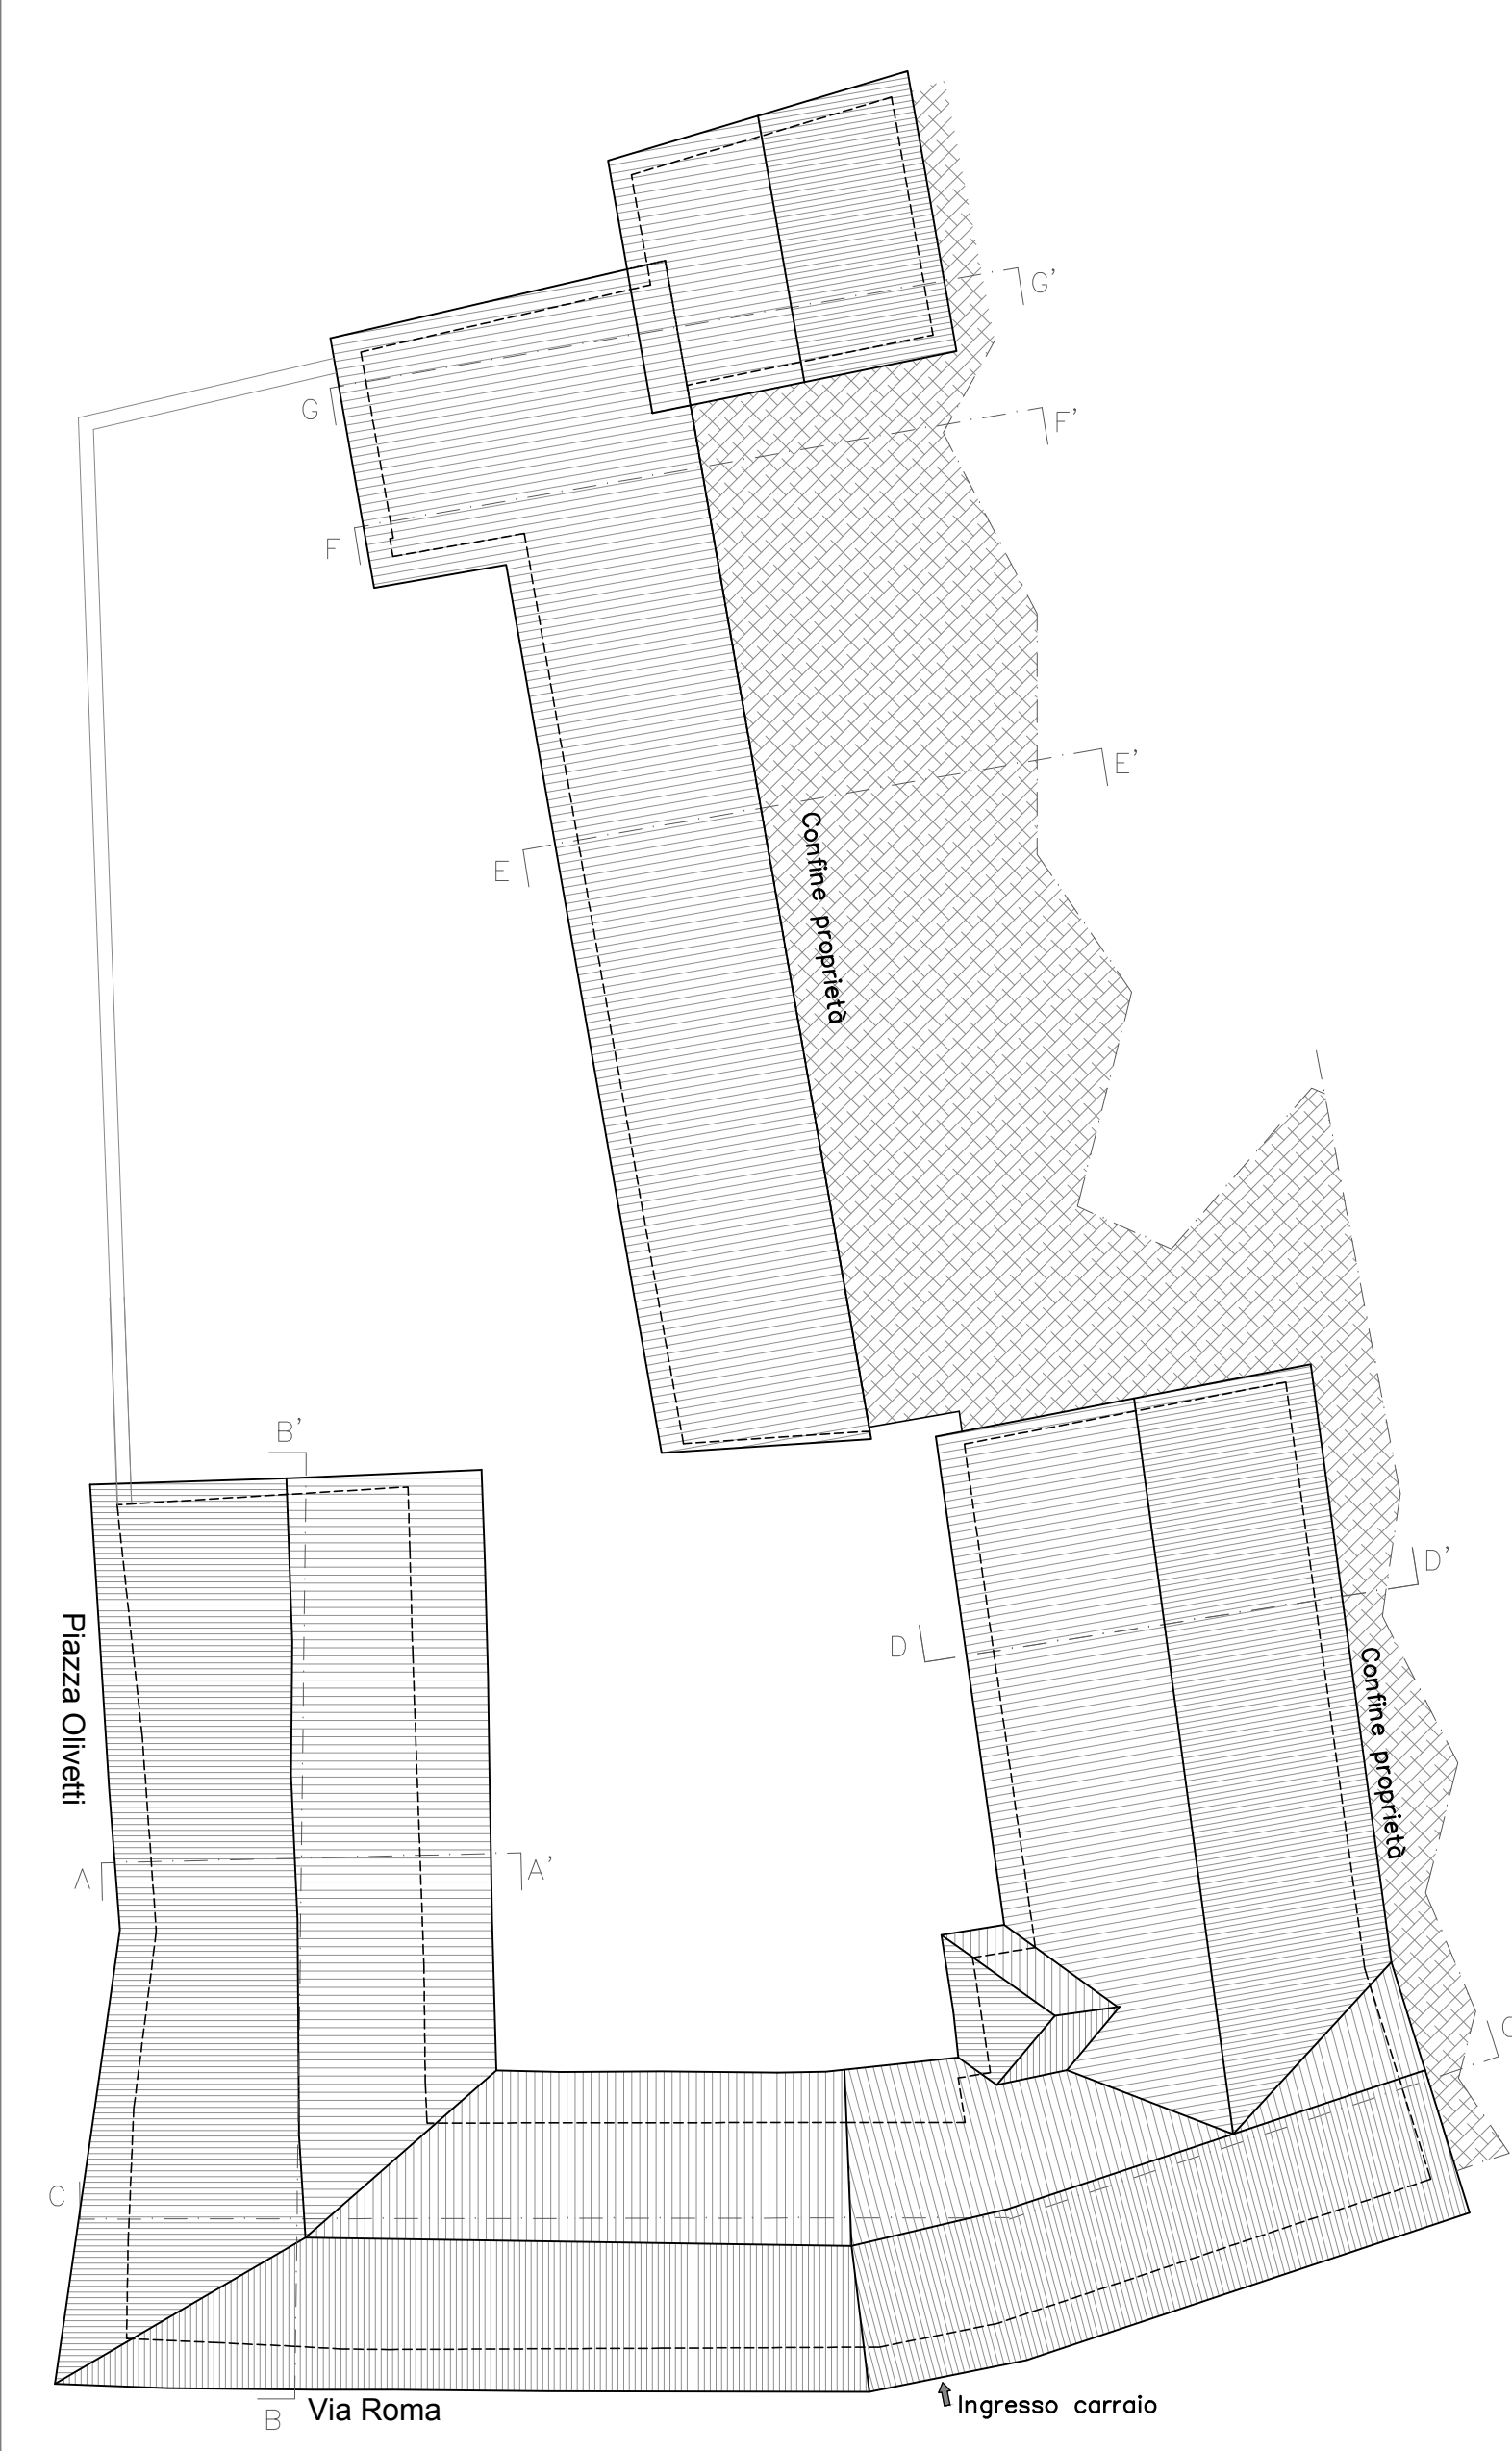 G'
G
F'
F
E'
E
Confine proprietà
B'
D'
D
Piazza Olivetti
Confine proprietà
A
A'
C
B
Via Roma
Ingresso carraio